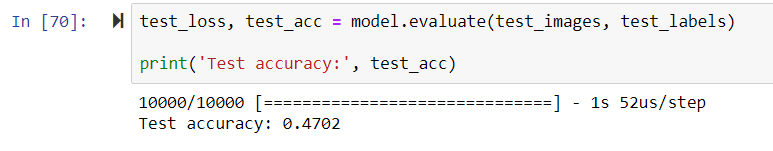 In [70]:
test_loss, test_acc = model.evaluate(test_images, test_labels)
print('Test accuracy:', test_acc)
10000/10000 [==============================] - 1s 52us/step
Test accuracy: 0.4702